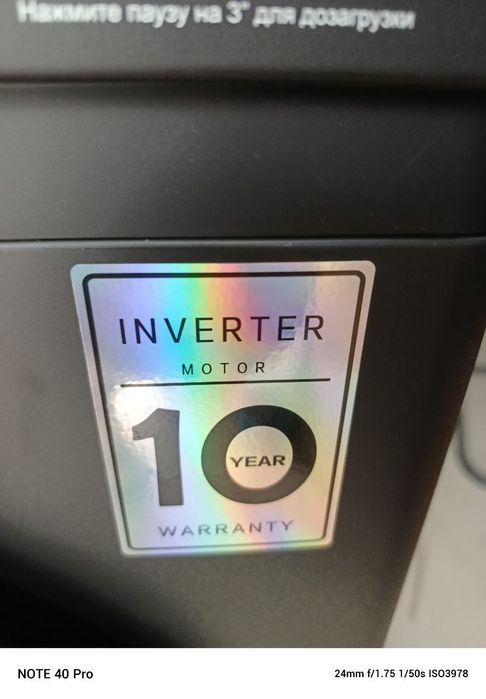 Нажмите паузу на 3" для дозагрузки
INVERTER
MOTOR
10
YEAR
WARRANTY
NOTE 40 Pro
24mm f/1.75 1/50s ISO3978